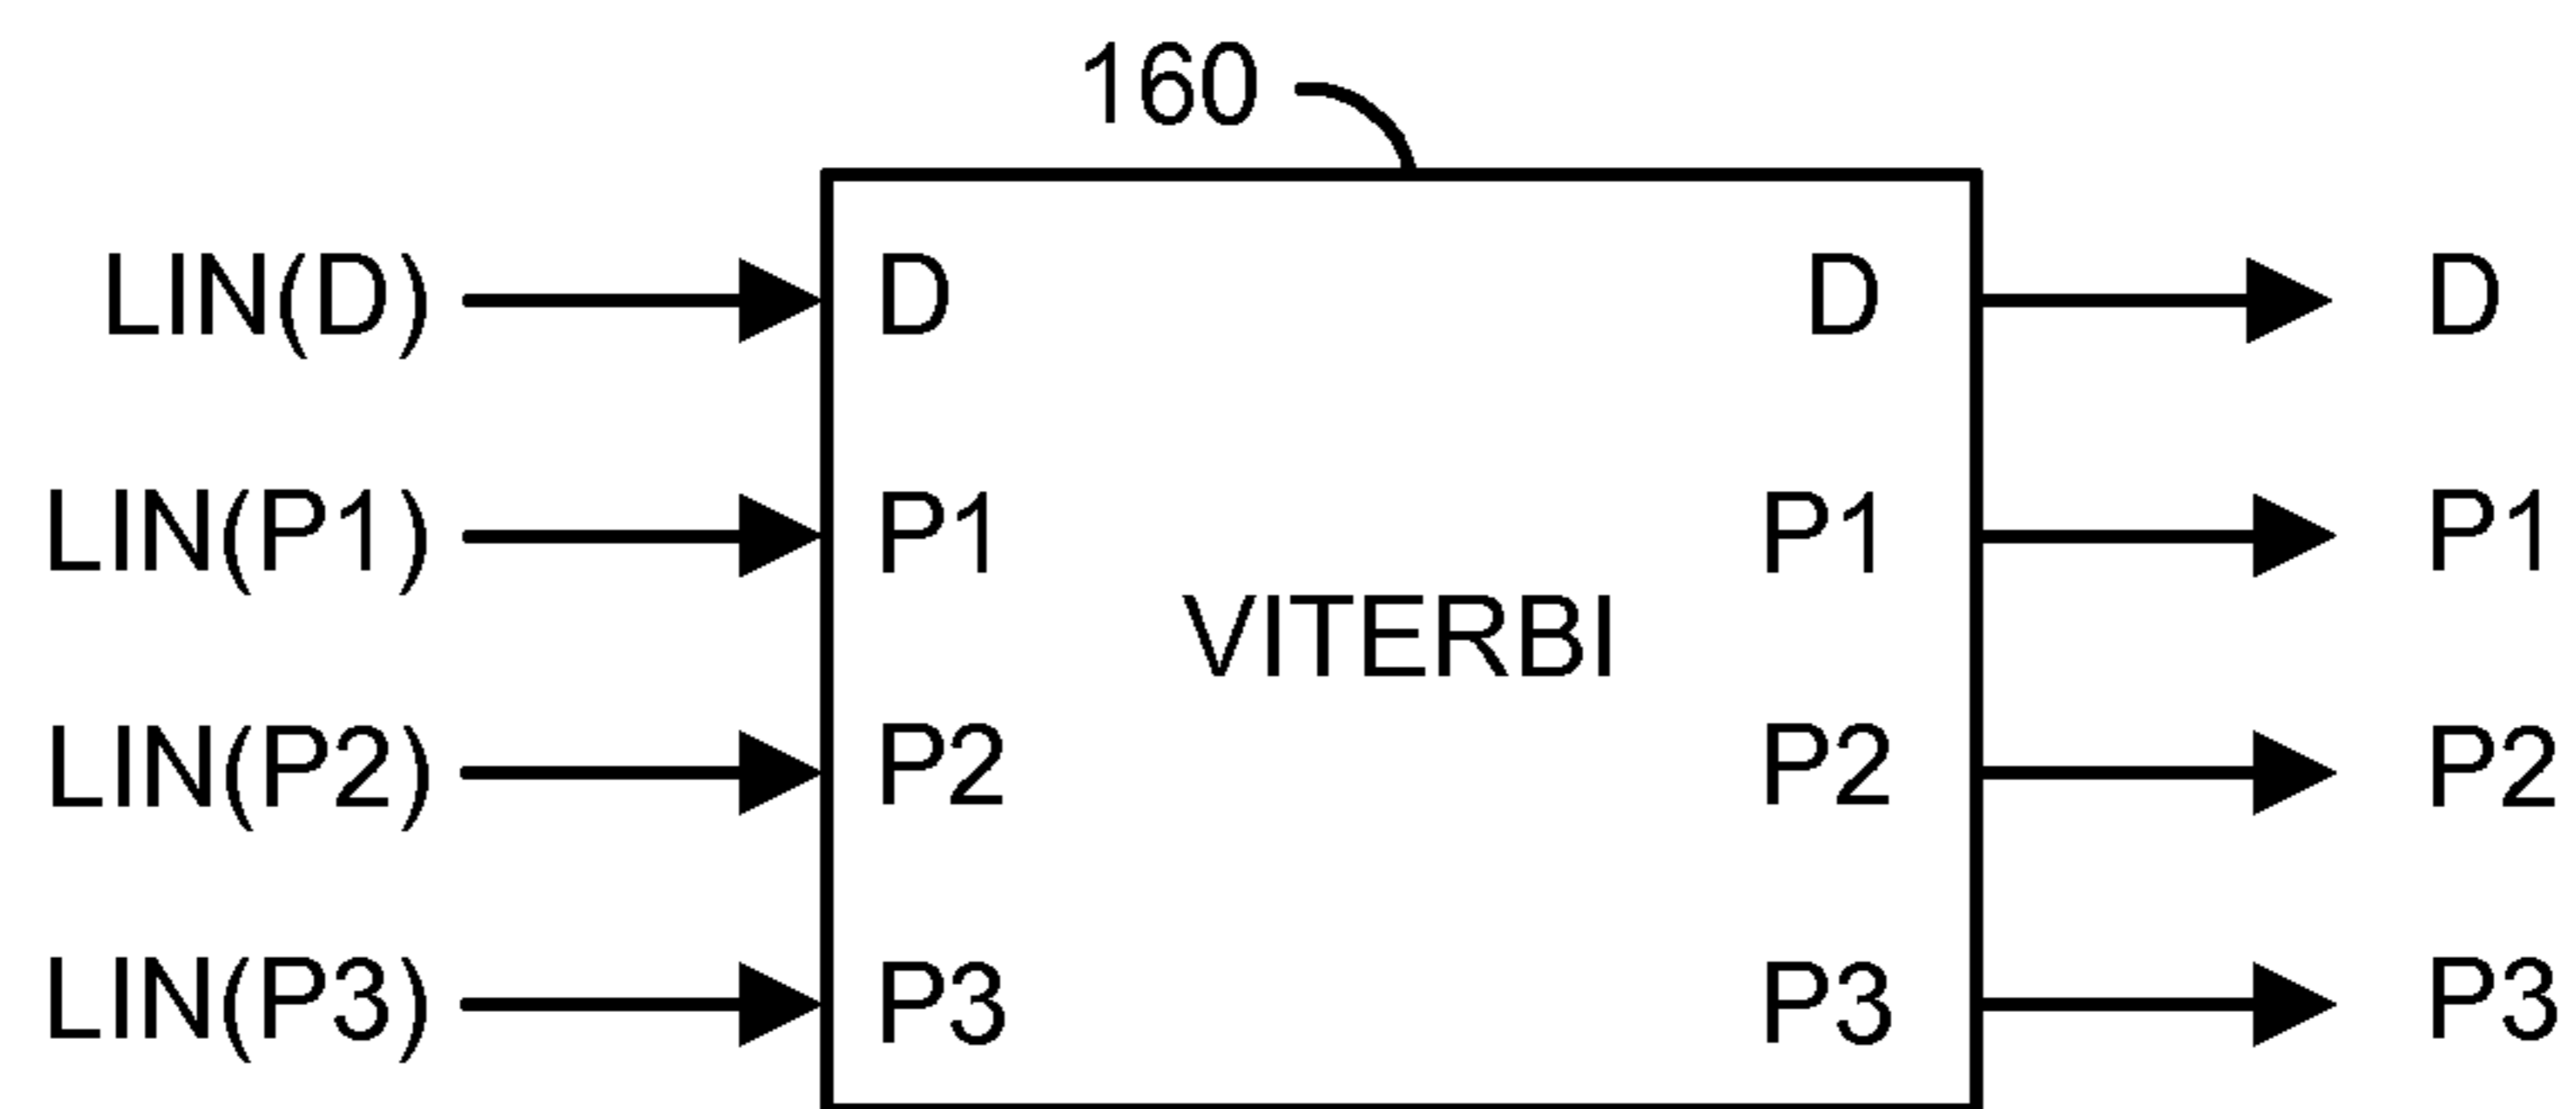 160
LIN(D) D D D
LIN(P1) P1 P1 P1
VITERBI
LIN(P2) P2 P2 P2
LIN(P3) P3 P3 P3